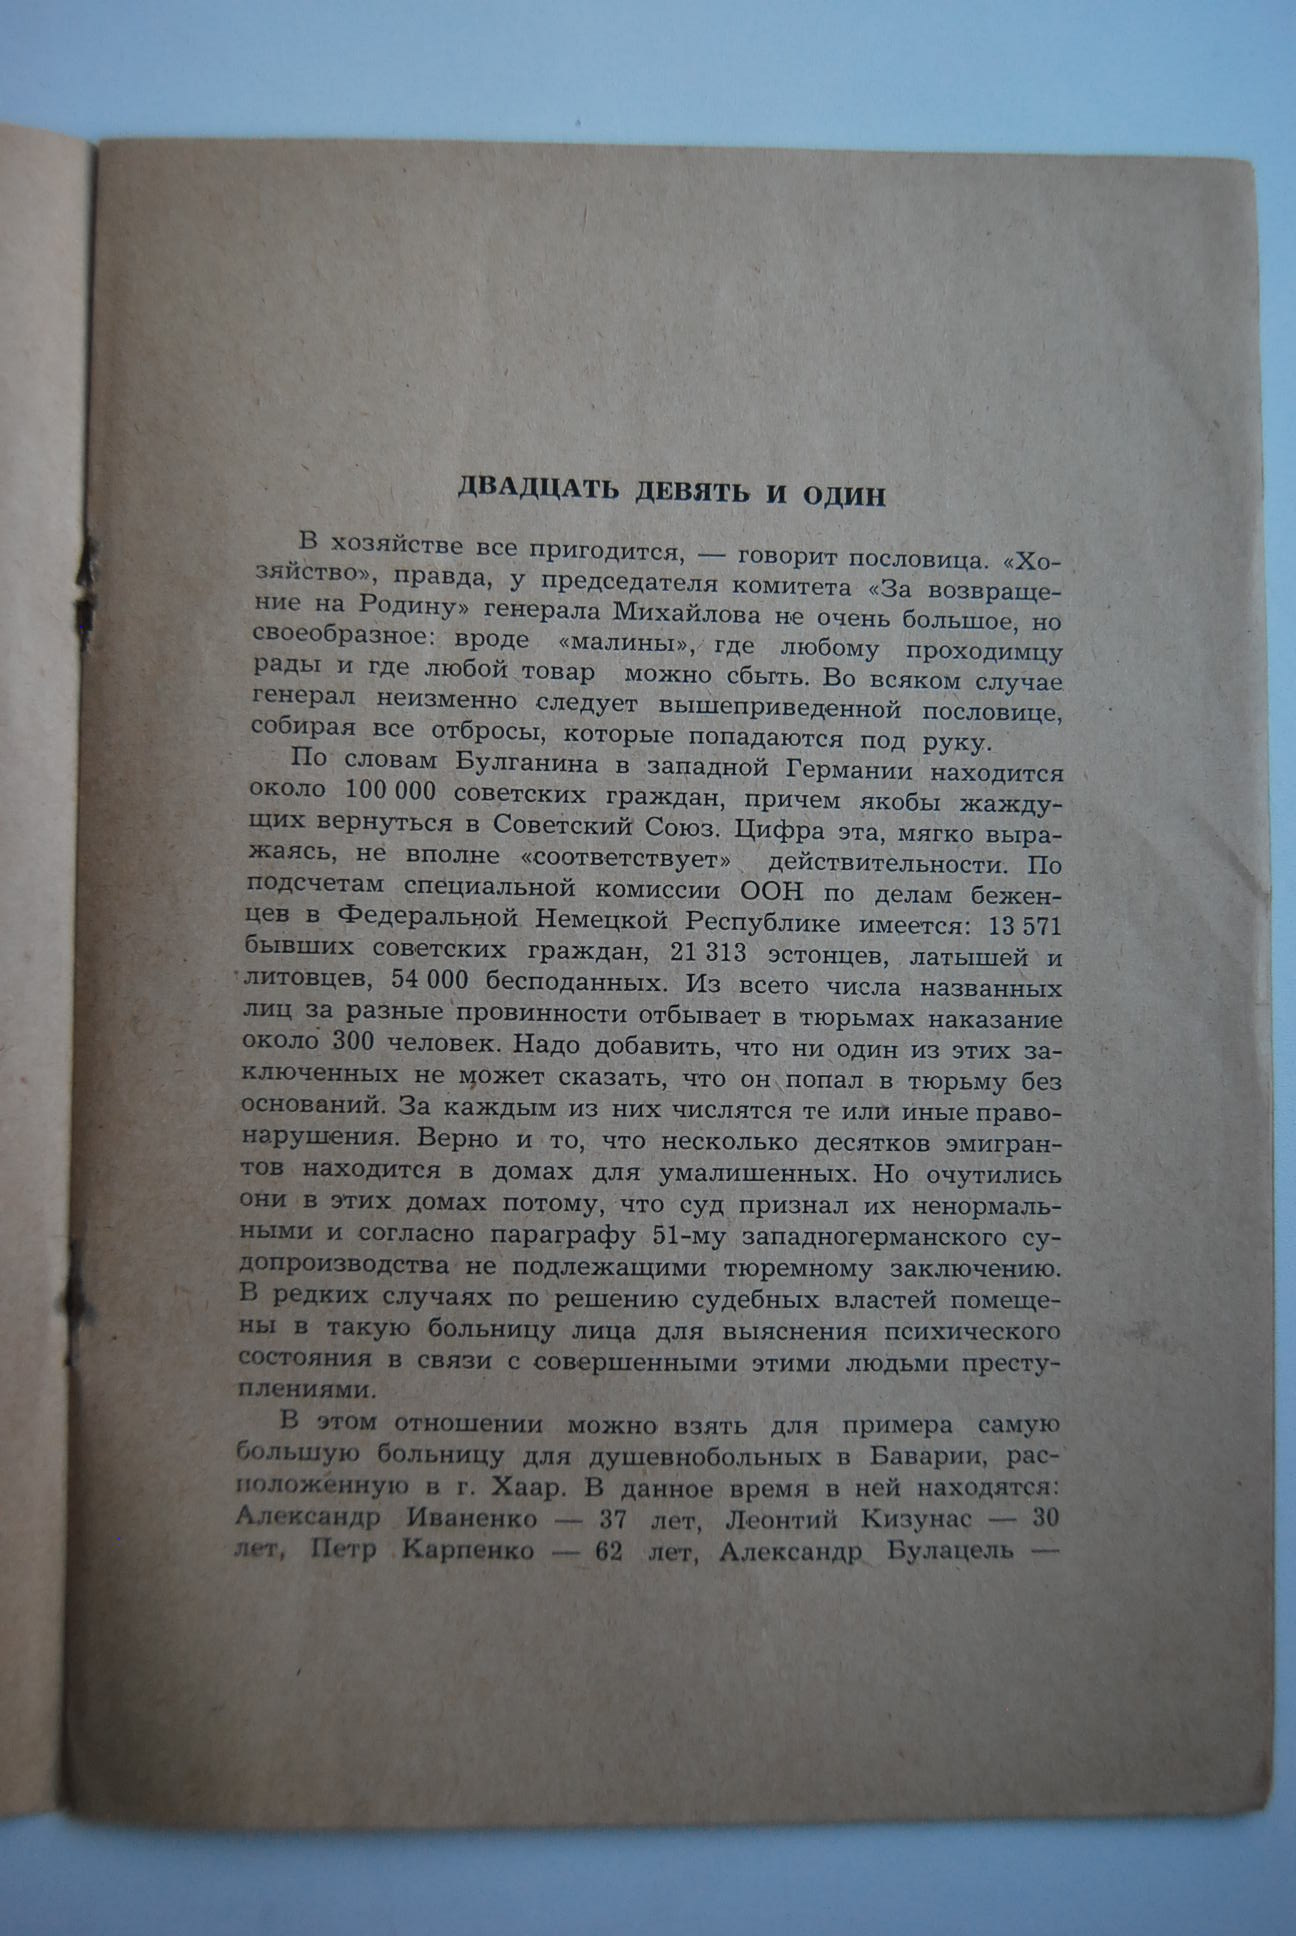 ДВАДЦАТЬ ДЕВЯТЬ И ОДИН
В хозяйстве все пригодится, — говорит пословица. «Хо-
зяйство», правда, у председателя комитета «За возвраще-
ние на Родину» генерала Михайлова не очень большое, но
своеобразное: вроде «малины», где любому проходимцу
рады и где любой товар можно сбыть. Во всяком случае
генерал неизменно следует вышеприведенной пословице,
собирая все отбросы, которые попадаются под руку.
По словам Булганина в западной Германии находится
около 100 000 советских граждан, причем якобы жажду-
щих вернуться в Советский Союз. Цифра эта, мягко выра-
жаясь, не вполне «соответствует» действительности. По
подсчетам специальной комиссии ООН по делам бежен-
цев в Федеральной Немецкой Республике имеется: 13 571
бывших советских граждан, 21 313 эстонцев, латышей и
литовцев, 54 000 бесподанных. Из всето числа названных
лиц за разные провинности отбывает в тюрьмах наказание
около 300 человек. Надо добавить, что ни один из этих за-
ключенных не может сказать, что он попал в тюрьму без
оснований. За каждым из них числятся те или иные право-
нарушения. Верно и то, что несколько десятков эмигран-
тов находится в домах для умалишенных. Но очутились
они в этих домах потому, что суд признал их ненормаль-
ными и согласно параграфу 51-му западногерманского су-
допроизводства не подлежащими тюремному заключению.
В редких случаях по решению судебных властей помеще-
ны в такую больницу лица для выяснения психического
состояния в связи с совершенными этими людьми престу-
плениями.
В этом отношении можно взять для примера самую
большую больницу для душевнобольных в Баварии, рас-
положенную в г. Хаар. В данное время в ней находятся:
Александр Иваненко — 37 лет, Леонтий Кизунас — 30
лет, Петр Карпенко — 62 лет, Александр Булацель —